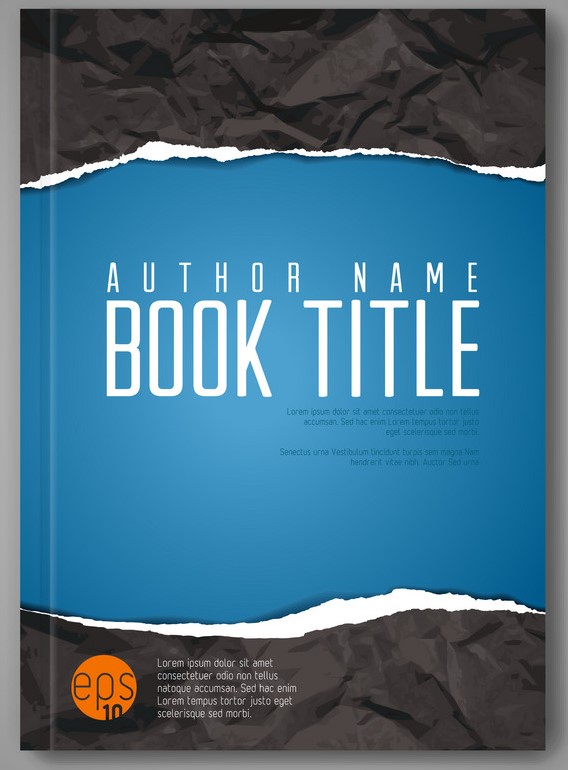 AUTHOR NAME
BOOK TITLE
Lorem ipsum dolor sit amet consectetuer odio non tellus
accumsan. Sed hac enim Lorem tempus tortor justo
eget scelerisque sed morbi.
Senectus urna Vestibulum tincidunt turpis sem magna Nam
hendrerit vitae nibh. Auctor Sed urna
eps
10
Lorem ipsum dolor sit amet
consectetuer odio non tellus
natoque accumsan. Sed hac enim
Lorem tempus tortor justo eget
scelerisque sed morbi.